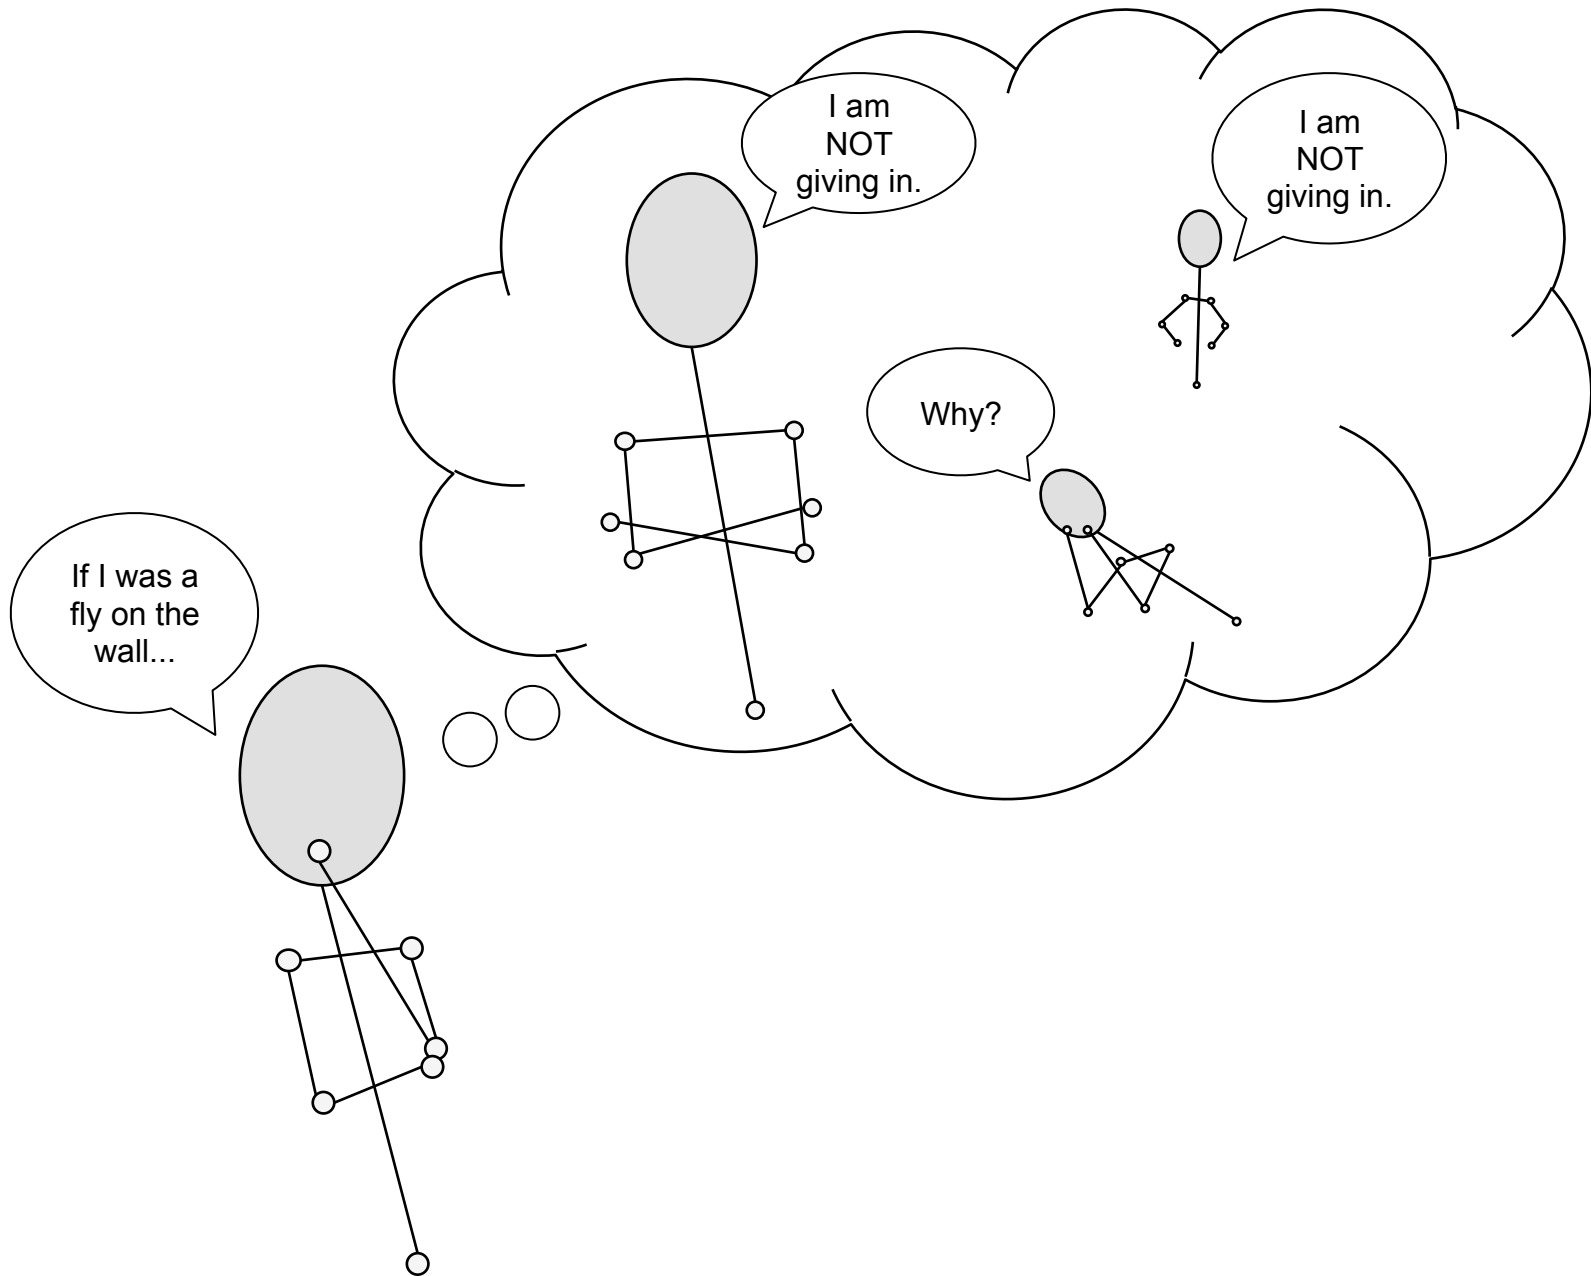 I am
NOT
giving in.
I am
NOT
giving in.
Why?
If I was a
fly on the
wall...